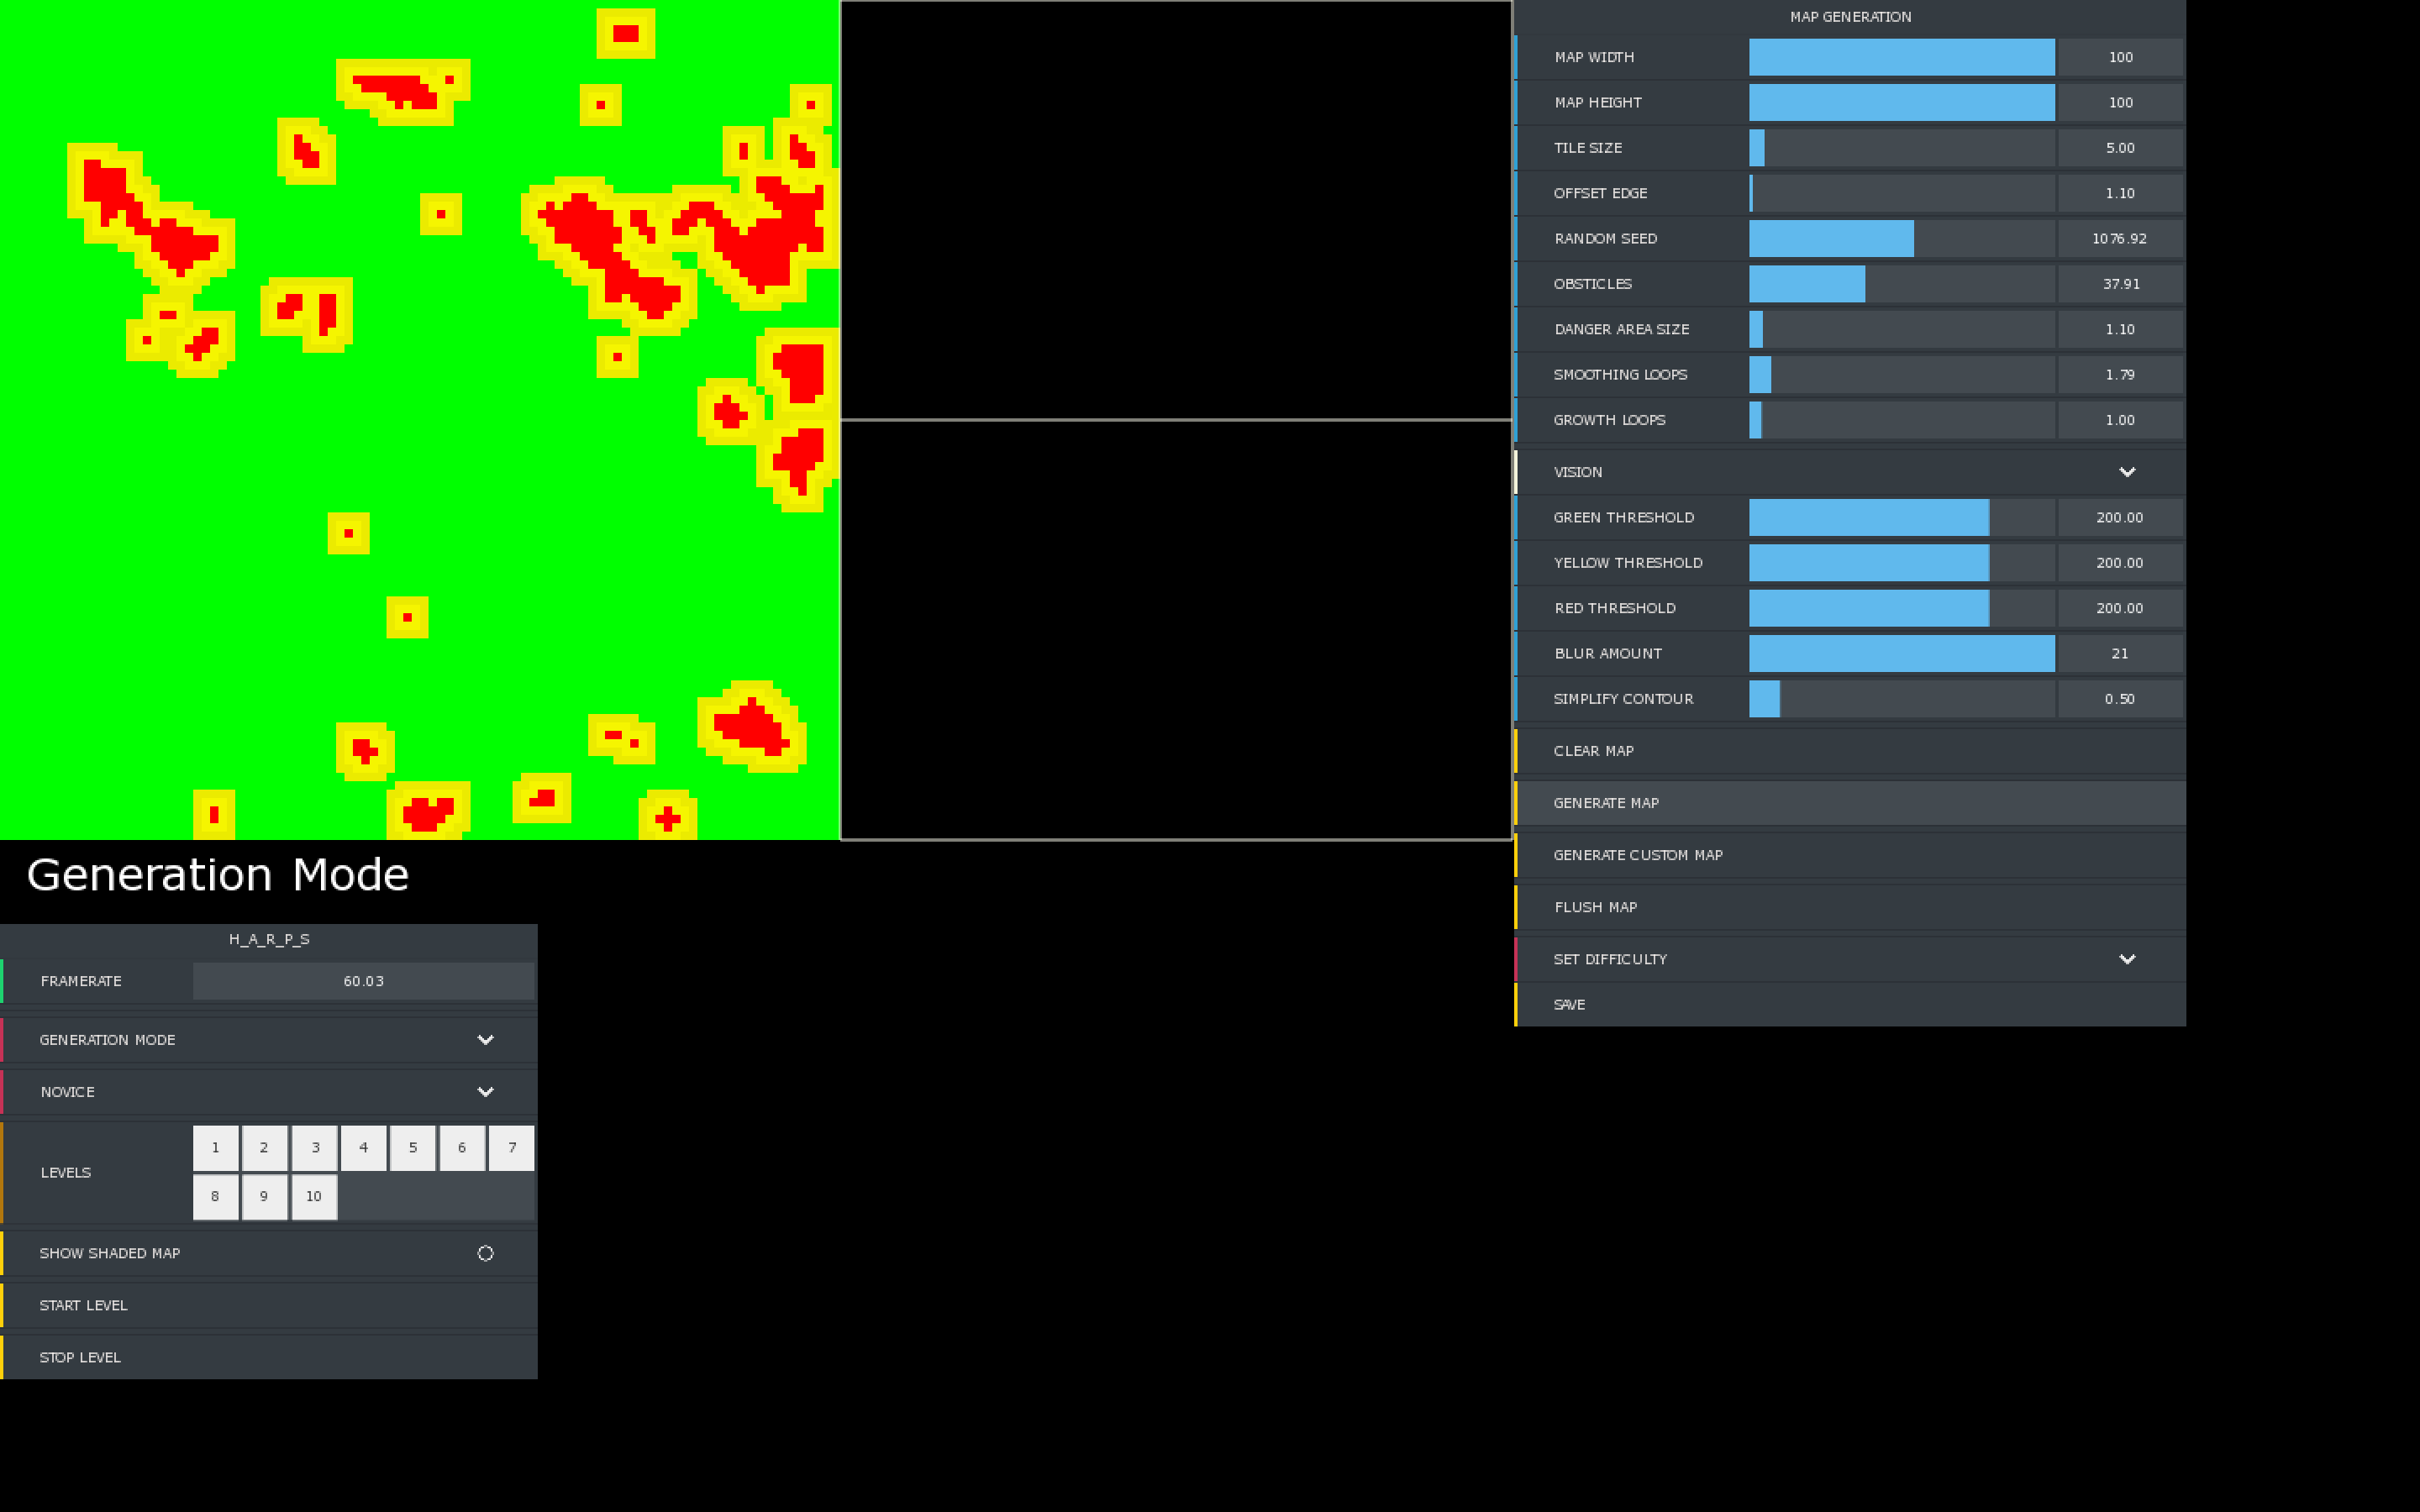 MAP GENERATION
MAP WIDTH 100
MAP HEIGHT 100
TILE SIZE 5.00
OFFSET EDGE 1.10
RANDOM SEED 1076.92
OBSTICLES 37.91
DANGER AREA SIZE 1.10
SMOOTHING LOOPS 1.79
GROWTH LOOPS 1.00
VISION
GREEN THRESHOLD 200.00
YELLOW THRESHOLD 200.00
RED THRESHOLD 200.00
BLUR AMOUNT 21
SIMPLIFY CONTOUR 0.50
CLEAR MAP
GENERATE MAP
GENERATE CUSTOM MAP
FLUSH MAP
SET DIFFICULTY
SAVE
Generation Mode
H_A_R_P_S
FRAMERATE 60.03
GENERATION MODE
NOVICE
LEVELS
1 2 3 4 5 6 7
8 9 10
SHOW SHADED MAP
START LEVEL
STOP LEVEL